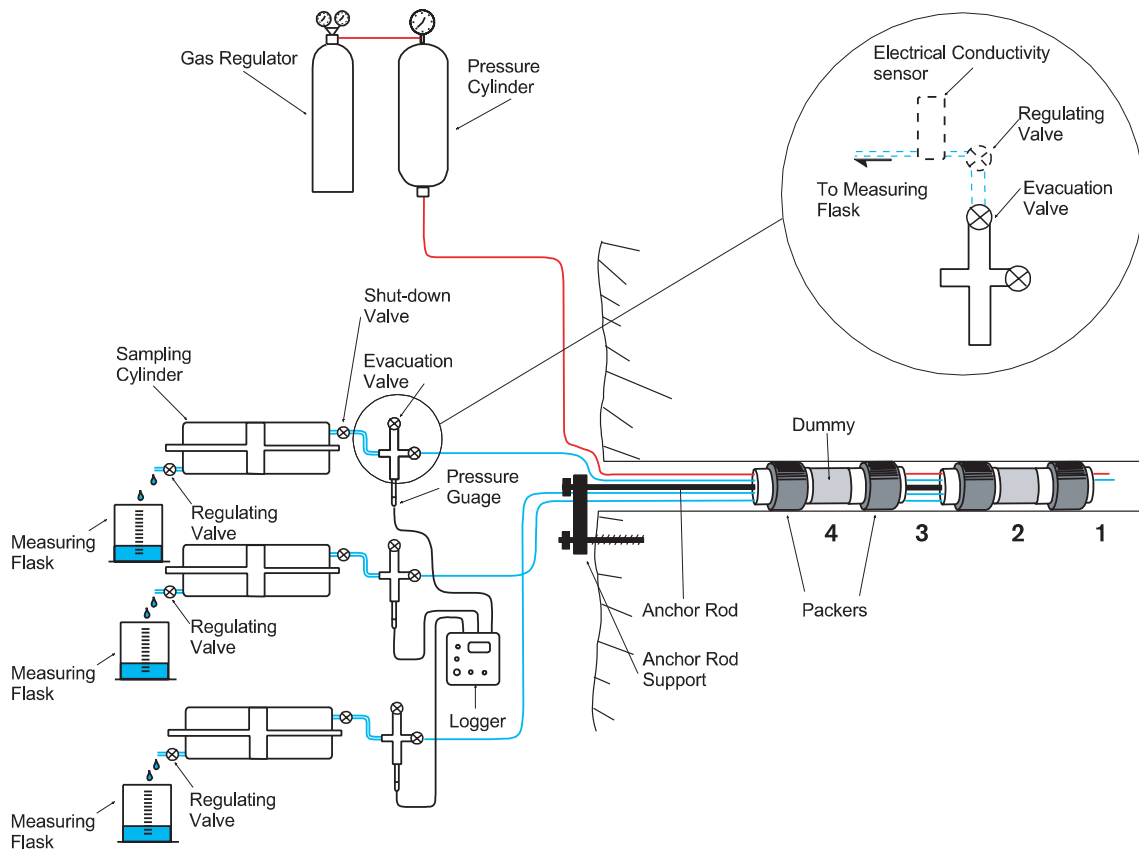 Gas Regulator
Pressure
Cylinder
Electrical Conductivity
sensor
Regulating
Valve
To Measuring
Flask
Evacuation
Valve
Shut-down
Valve
Sampling
Cylinder
Evacuation
Valve
Dummy
Pressure
Guage
Regulating
Valve
Measuring
Flask
4
3
2
1
Anchor Rod
Packers
Regulating
Valve
Measuring
Flask
Anchor Rod
Support
Logger
Regulating
Valve
Measuring
Flask